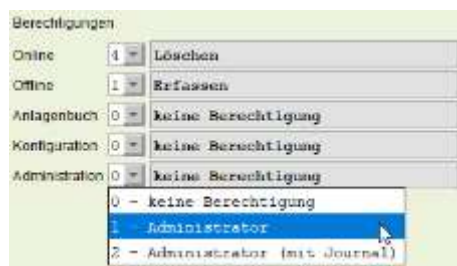 Berechtigungen
Online 4 Löschen
Offline 1 Erfassen
Anlagenbuch 0 keine Berechtigung
Konfiguration 0 keine Berechtigung
Administration 0 keine Berechtigung
0 - keine Berechtigung
1 - Administrator
2 - Administrator (mit Journal)